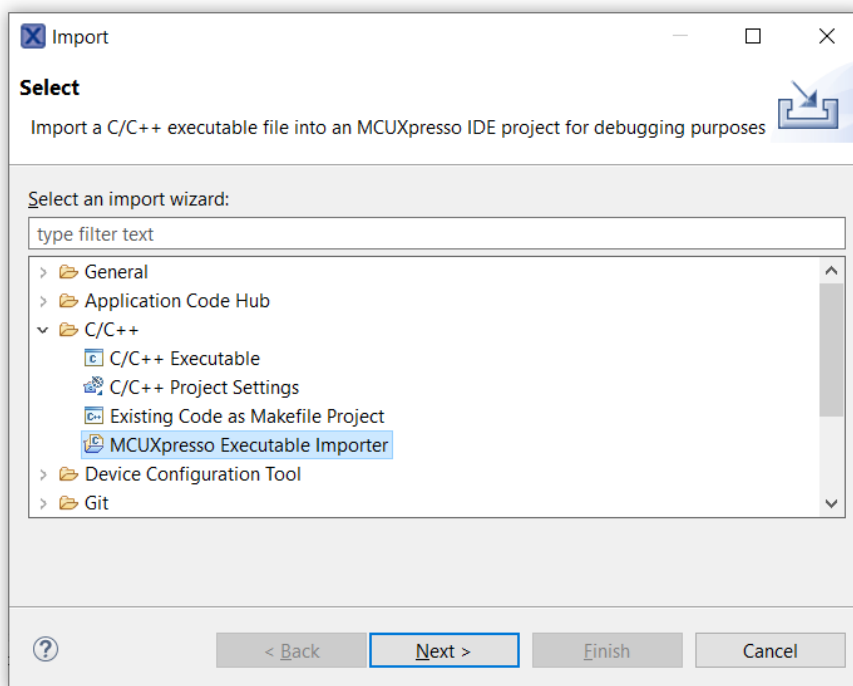 Import
Select
Import a C/C++ executable file into an MCUXpresso IDE project for debugging purposes
Select an import wizard:
type filter text
General
Application Code Hub
C/C++
C/C++ Executable
C/C++ Project Settings
Existing Code as Makefile Project
MCUXpresso Executable Importer
Device Configuration Tool
Git
< Back Next > Finish Cancel